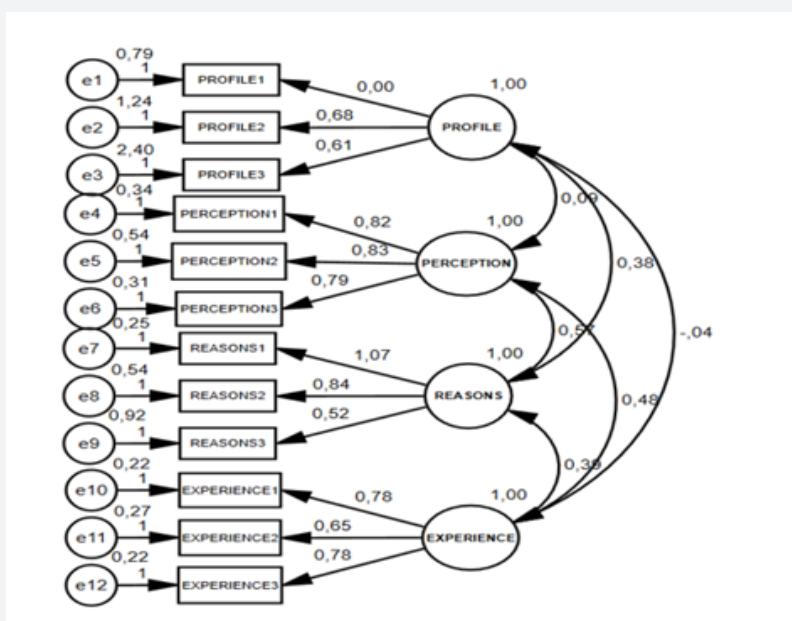 0,79
e1 1 PROFILE1 0,00 1,00
1,24
e2 1 PROFILE2 0,68 PROFILE
2,40 0,61
e3 1 PROFILE3
0,34
e4 1 PERCEPTION1 0,82 1,00 0,09
0,54
e5 1 PERCEPTION2 0,83 PERCEPTION 0,38
0,31 0,79
e6 1 PERCEPTION3
0,25 0,57 -,04
e7 1 REASONS1 1,07 1,00
0,54
e8 1 REASONS2 0,84 REASONS 0,48
0,92 0,52
e9 1 REASONS3
0,22 0,39
e10 1 EXPERIENCE1 0,78 1,00
0,27
e11 1 EXPERIENCE2 0,65 EXPERIENCE
0,22 0,78
e12 1 EXPERIENCE3